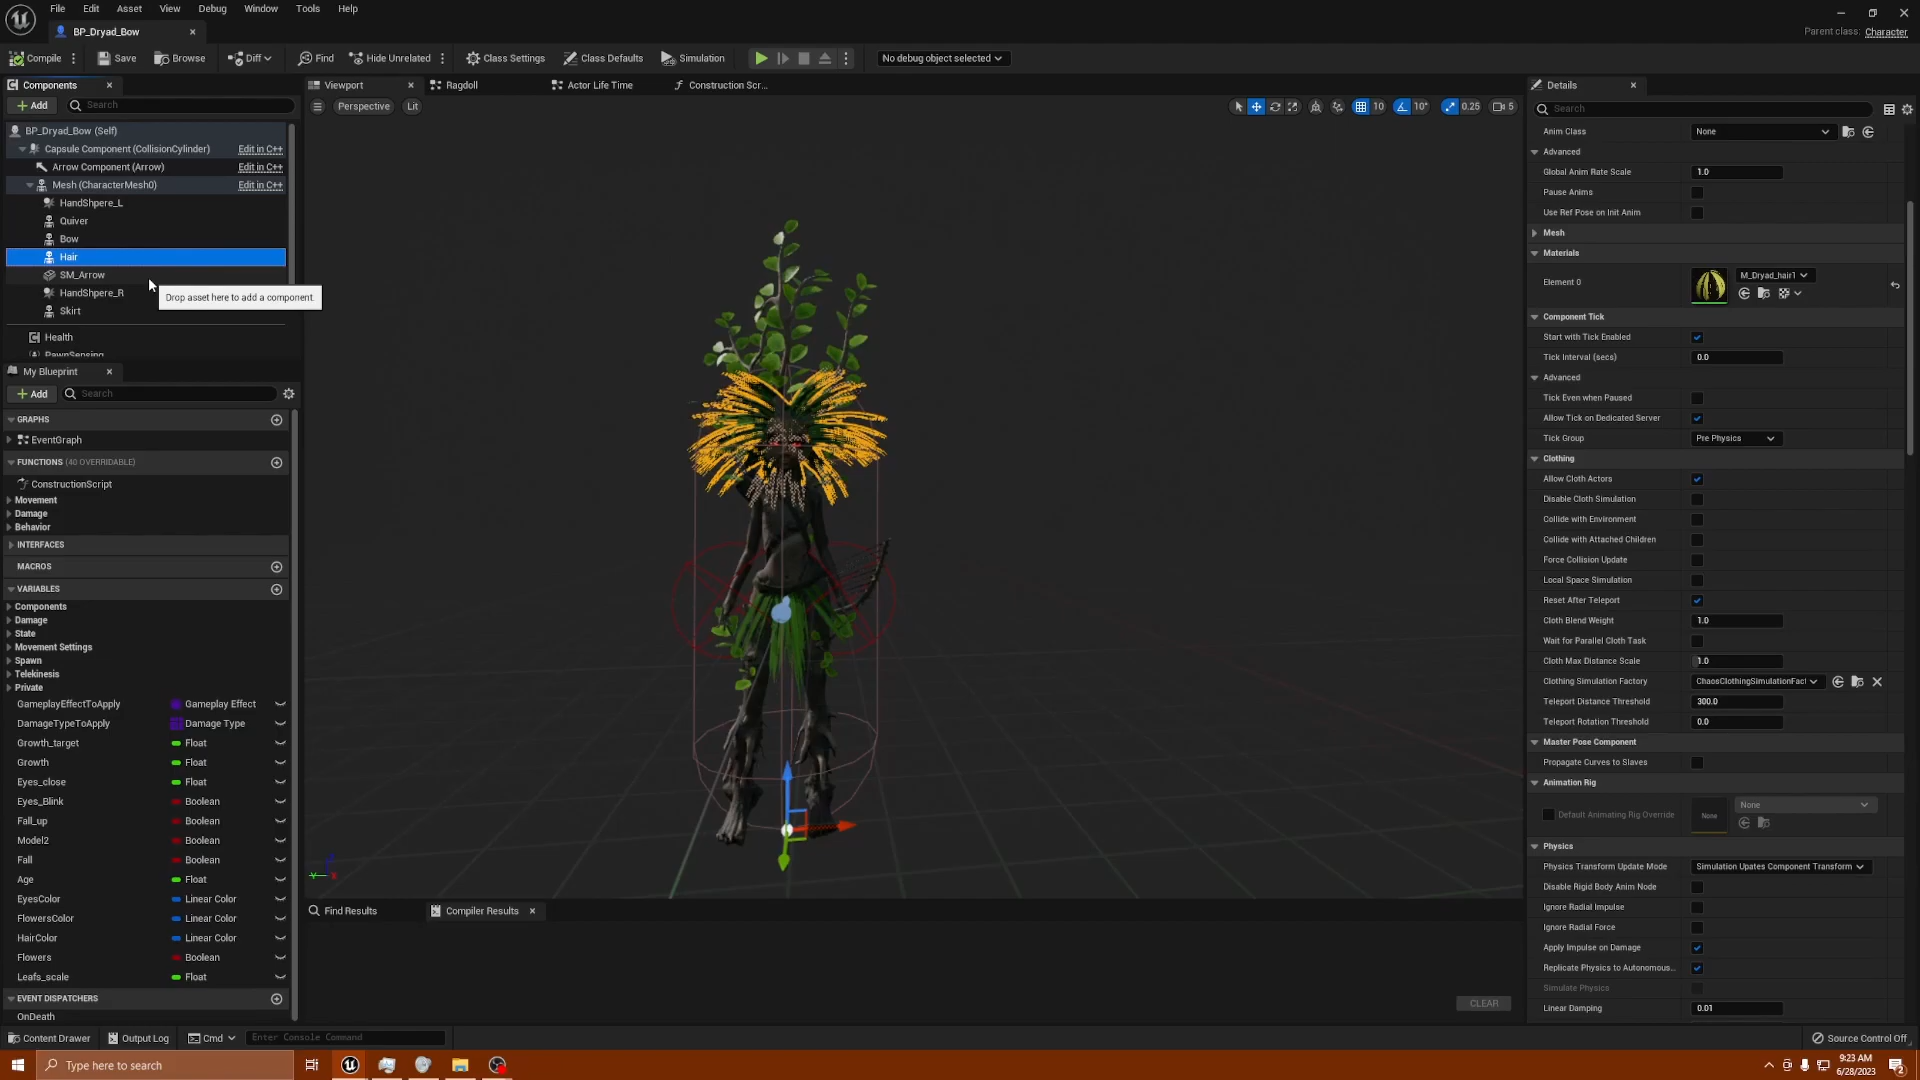 File Edit Asset View Debug Window Tools Help
BP_Dryad_Bow
Parent class: Character
Compile Save Browse Diff Find Hide Unrelated Class Settings Class Defaults Simulation No debug object selected
Components
Add Search
BP_Dryad_Bow (Self)
Capsule Component (CollisionCylinder) Edit in C++
Arrow Component (Arrow) Edit in C++
Mesh (CharacterMesh0) Edit in C++
HandShpere_L
Quiver
Bow
Hair
SM_Arrow
HandShpere_R
Skirt
Health
PawnSensing
Drop asset here to add a component.
My Blueprint
Add Search
GRAPHS
EventGraph
FUNCTIONS (40 OVERRIDABLE)
ConstructionScript
Movement
Damage
Behavior
INTERFACES
MACROS
VARIABLES
Components
Damage
State
Movement Settings
Spawn
Telekinesis
Private
GameplayEffectToApply Gameplay Effect
DamageTypeToApply Damage Type
Growth_target Float
Growth Float
Eyes_close Float
Eyes_Blink Boolean
Fall_up Boolean
Model2 Boolean
Fall Boolean
Age Float
EyesColor Linear Color
FlowersColor Linear Color
HairColor Linear Color
Flowers Boolean
Leafs_scale Float
EVENT DISPATCHERS
OnDeath
Viewport Ragdoll Actor Life Time Construction Scr...
Perspective Lit
10 10° 0.25 5
Find Results Compiler Results
CLEAR
Details
Search
Anim Class None
Advanced
Global Anim Rate Scale 1.0
Pause Anims
Use Ref Pose on Init Anim
Mesh
Materials
Element 0 M_Dryad_hair1
Component Tick
Start with Tick Enabled
Tick Interval (secs) 0.0
Advanced
Tick Even when Paused
Allow Tick on Dedicated Server
Tick Group Pre Physics
Clothing
Allow Cloth Actors
Disable Cloth Simulation
Collide with Environment
Collide with Attached Children
Force Collision Update
Local Space Simulation
Reset After Teleport
Cloth Blend Weight 1.0
Wait for Parallel Cloth Task
Cloth Max Distance Scale 1.0
Clothing Simulation Factory ChaosClothingSimulationFact
Teleport Distance Threshold 300.0
Teleport Rotation Threshold 0.0
Master Pose Component
Propagate Curves to Slaves
Animation Rig
Default Animating Rig Override None None
Physics
Physics Transform Update Mode Simulation Upates Component Transform
Disable Rigid Body Anim Node
Ignore Radial Impulse
Ignore Radial Force
Apply Impulse on Damage
Replicate Physics to Autonomous...
Simulate Physics
Linear Damping 0.01
Content Drawer Output Log Cmd Enter Console Command Source Control Off
Type here to search
9:23 AM
6/28/2023
2